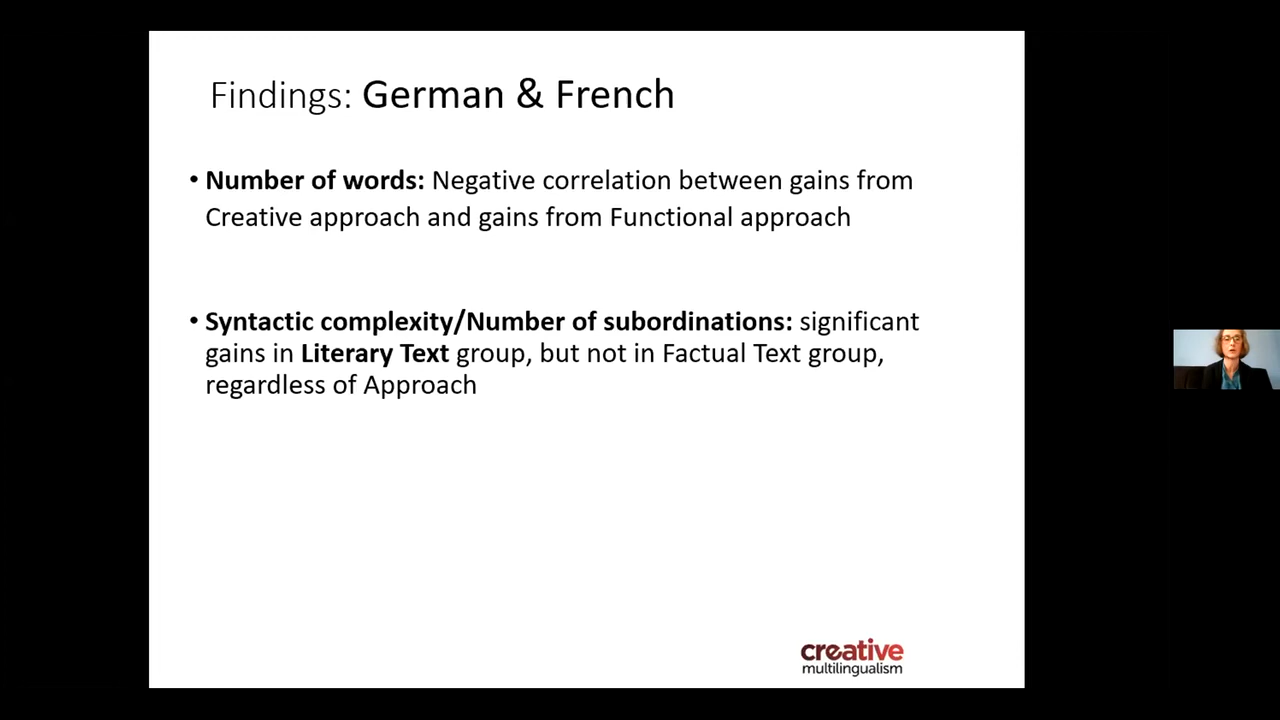 Findings: German & French
• Number of words: Negative correlation between gains from
Creative approach and gains from Functional approach
• Syntactic complexity/Number of subordinations: significant
gains in Literary Text group, but not in Factual Text group,
regardless of Approach
creative
multilingualism